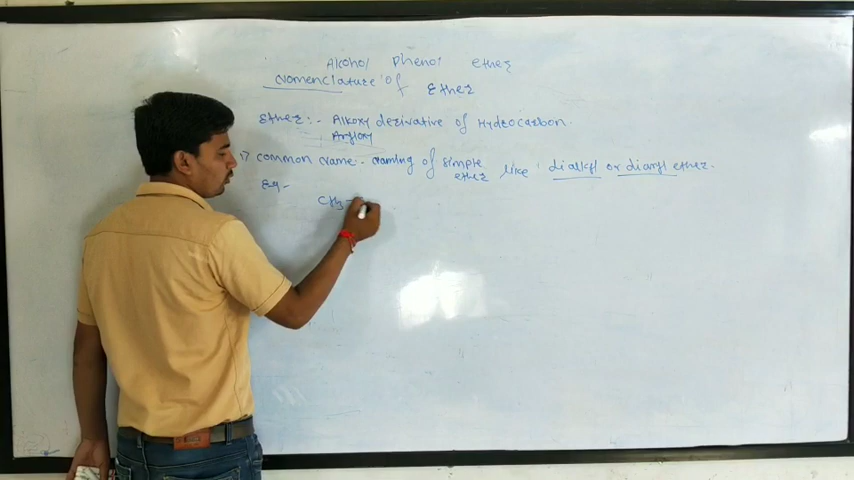 Alcohol Phenol ether
Nomenclature of Ether
Ether:- Alkoxy derivative of Hydrocarbon.
Aryloxy
1) common Name:- naming of simple ether like dialkyl or diaryl ether.
Eg-
CH3-